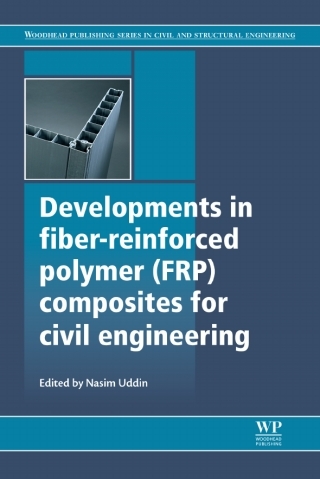 WOODHEAD PUBLISHING SERIES IN CIVIL AND STRUCTURAL ENGINEERING
Developments in
fiber-reinforced
polymer (FRP)
composites for
civil engineering
Edited by Nasim Uddin
WP
WOODHEAD
PUBLISHING